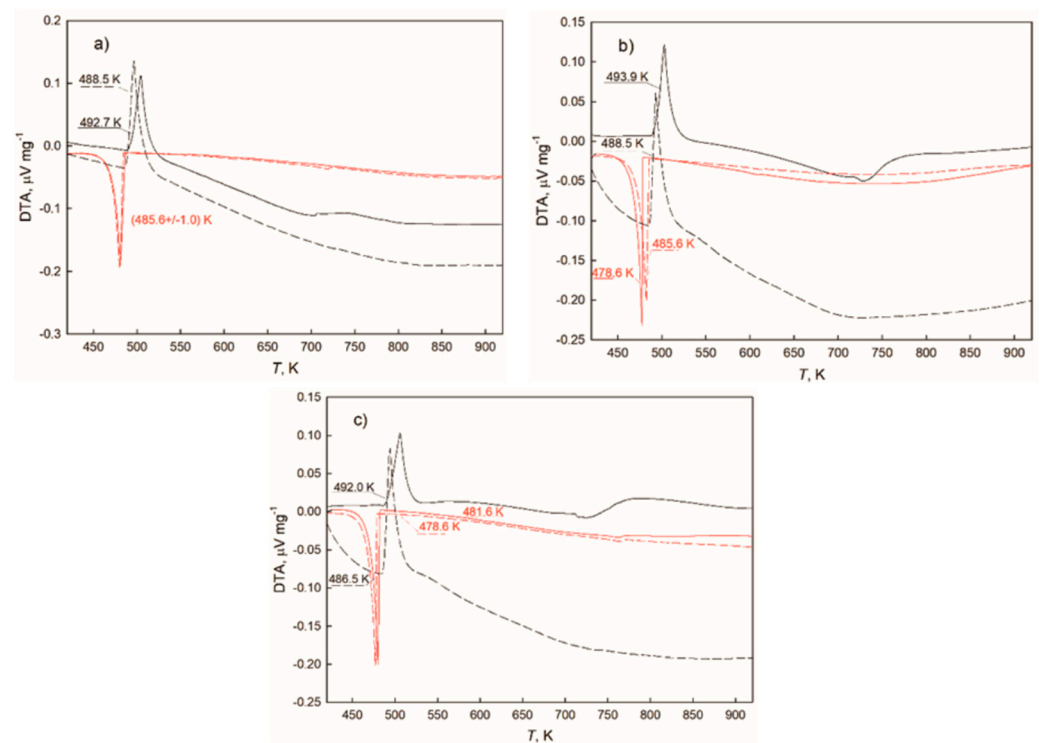 a)
0.2
0.1
0.0
-0.1
-0.2
-0.3
DTA, µV mg⁻¹
488.5 K
492.7 K
(485.6+/-1.0) K
450 500 550 600 650 700 750 800 850 900
T, K
b)
0.15
0.10
0.05
0.00
-0.05
-0.10
-0.15
-0.20
-0.25
DTA, µV mg⁻¹
493.9 K
488.5 K
485.6 K
478.6 K
450 500 550 600 650 700 750 800 850 900
T, K
c)
0.15
0.10
0.05
0.00
-0.05
-0.10
-0.15
-0.20
-0.25
DTA, µV mg⁻¹
492.0 K
481.6 K
478.6 K
486.5 K
450 500 550 600 650 700 750 800 850 900
T, K